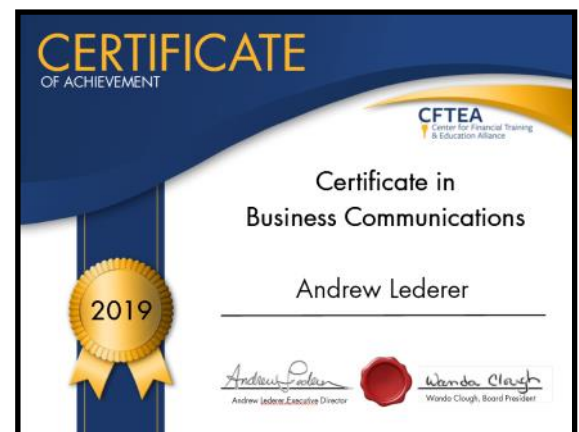 CERTIFICATE
OF ACHIEVEMENT
CFTEA
Center for Financial Training
& Education Alliance
Certificate in
Business Communications
Andrew Lederer
2019
Andrew Lederer
Wanda Clough
Andrew Lederer, Executive Director
Wanda Clough, Board President